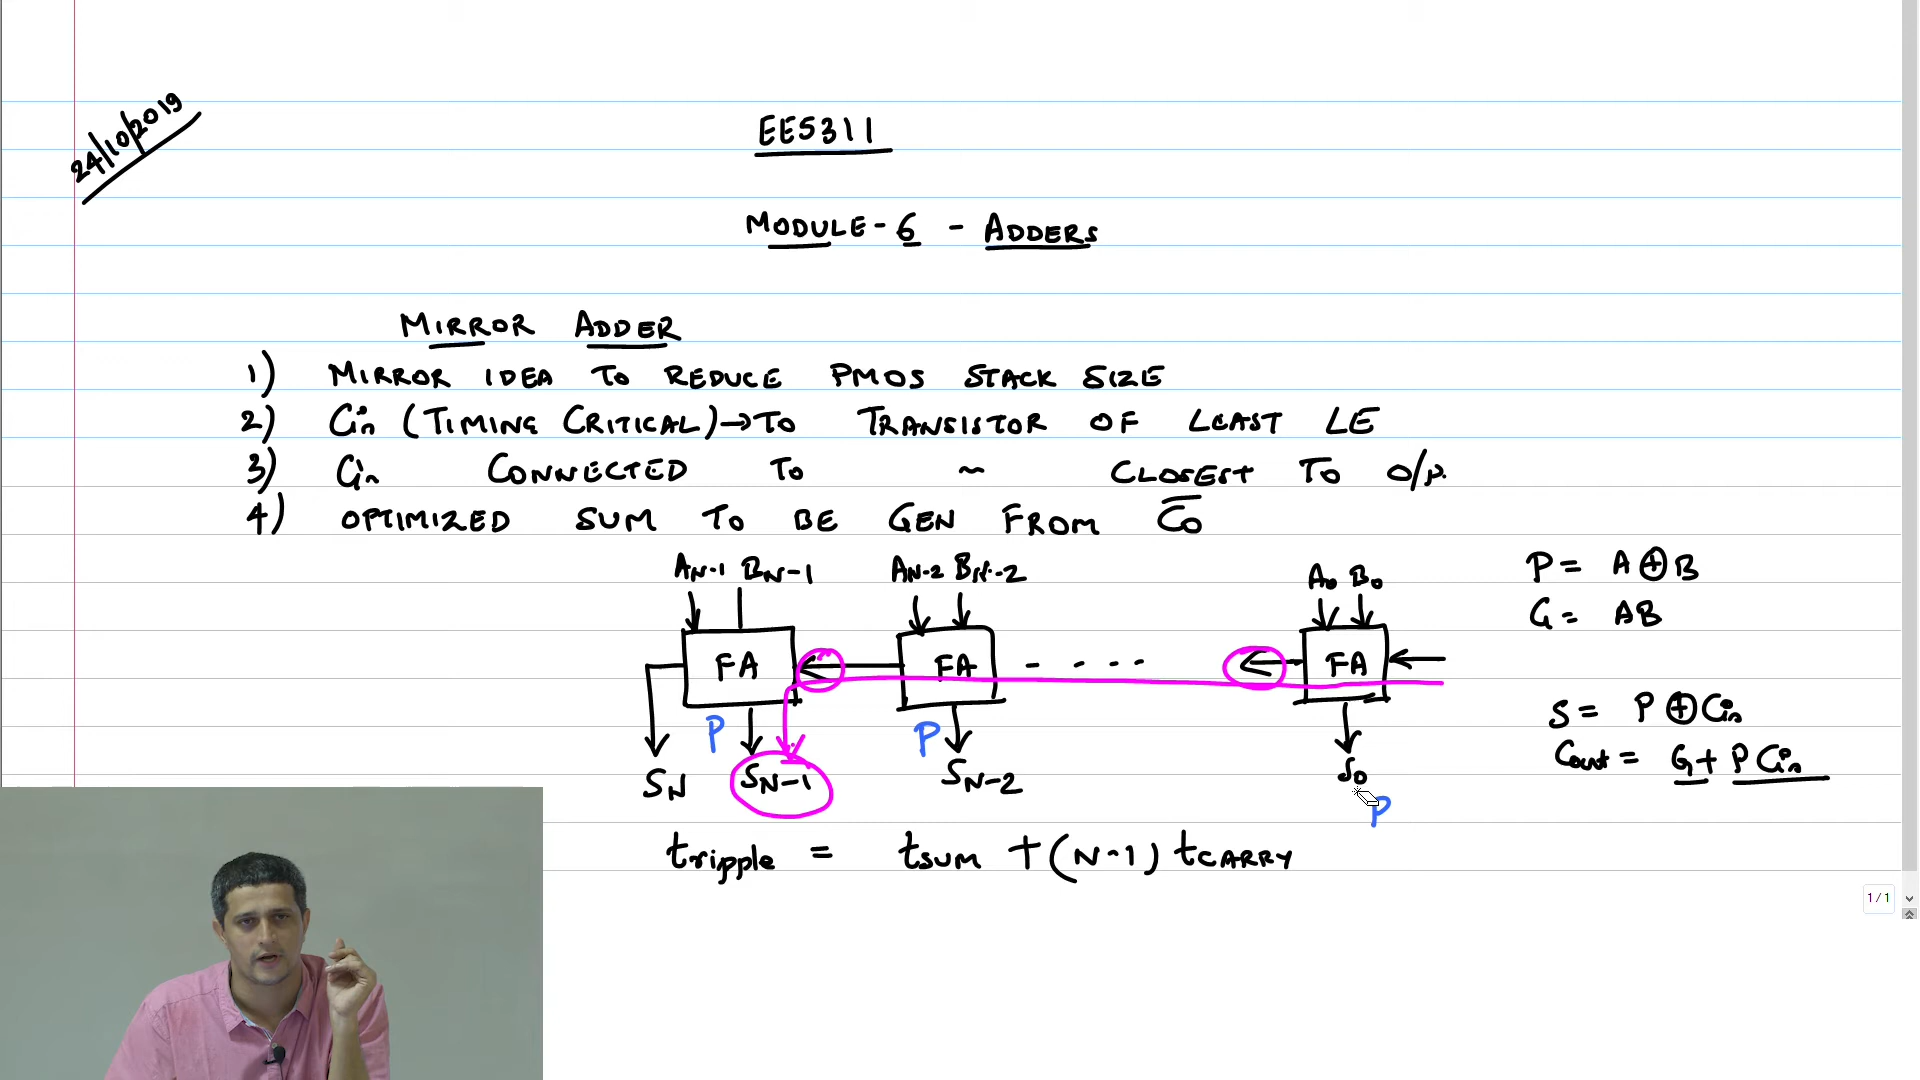 24/10/2019
EE5311
MODULE-6 - ADDERS
MIRROR ADDER
1) MIRROR IDEA TO REDUCE PMOS STACK SIZE
2) Cin (TIMING CRITICAL) → TO TRANSISTOR OF LEAST LE
3) Cin CONNECTED TO ~ CLOSEST TO O/P.
4) OPTIMIZED SUM TO BE GEN FROM C̅o̅
AN-1 BN-1 AN-2 BN-2 A0 B0
P = A ⊕ B
G = AB
FA FA - - - - FA
S = P ⊕ Cin
Cout = G + P Cin
P P
SN SN-1 SN-2 S0
P
tripple = tSUM + (N-1) tCARRY
1 / 1